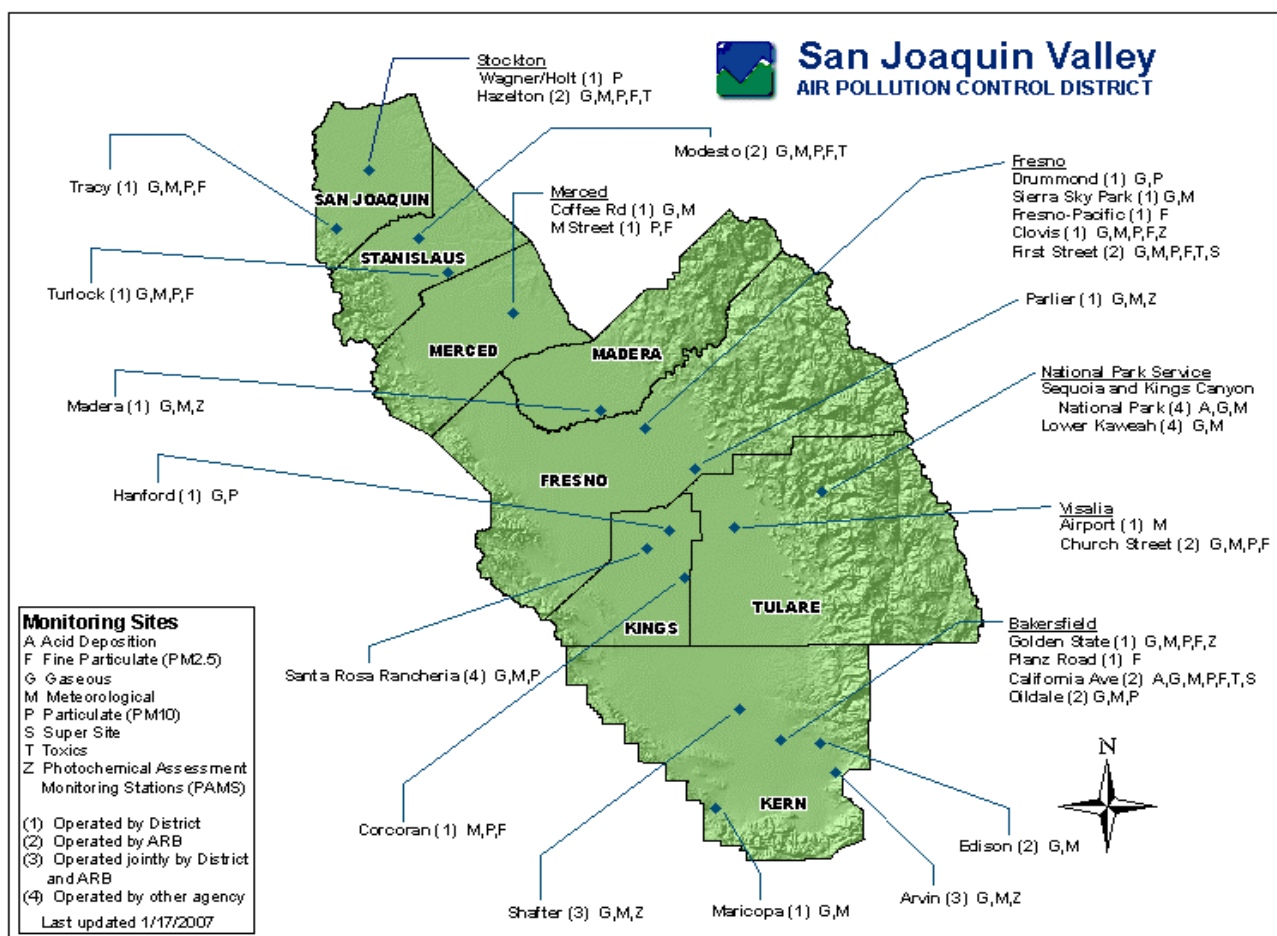 San Joaquin Valley
AIR POLLUTION CONTROL DISTRICT
Stockton
Wagner/Holt (1) P
Hazelton (2) G,M,P,F,T
Modesto (2) G,M,P,F,T
Tracy (1) G,M,P,F
Merced
Coffee Rd (1) G,M
M Street (1) P,F
Fresno
Drummond (1) G,P
Sierra Sky Park (1) G,M
Fresno-Pacific (1) F
Clovis (1) G,M,P,F,Z
First Street (2) G,M,P,F,T,S
SAN JOAQUIN
STANISLAUS
Turlock (1) G,M,P,F
Parlier (1) G,M,Z
MERCED
MADERA
Madera (1) G,M,Z
National Park Service
Sequoia and Kings Canyon
National Park (4) A,G,M
Lower Kaweah (4) G,M
Hanford (1) G,P
FRESNO
Visalia
Airport (1) M
Church Street (2) G,M,P,F
TULARE
KINGS
Santa Rosa Rancheria (4) G,M,P
Bakersfield
Golden State (1) G,M,P,F,Z
Planz Road (1) F
California Ave (2) A,G,M,P,F,T,S
Oildale (2) G,M,P
Monitoring Sites
A Acid Deposition
F Fine Particulate (PM2.5)
G Gaseous
M Meteorological
P Particulate (PM10)
S Super Site
T Toxics
Z Photochemical Assessment
Monitoring Stations (PAMS)
(1) Operated by District
(2) Operated by ARB
(3) Operated jointly by District
and ARB
(4) Operated by other agency
Last updated 1/17/2007
N
KERN
Corcoran (1) M,P,F
Edison (2) G,M
Arvin (3) G,M,Z
Shafter (3) G,M,Z
Maricopa (1) G,M